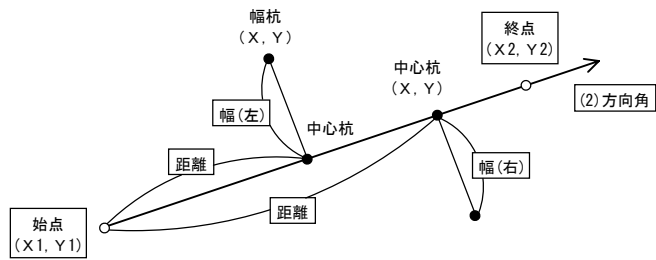 幅杭
(X, Y)
終点
(X2, Y2)
中心杭
(X, Y)
(2)方向角
幅(左)
中心杭
距離
幅(右)
距離
始点
(X1, Y1)